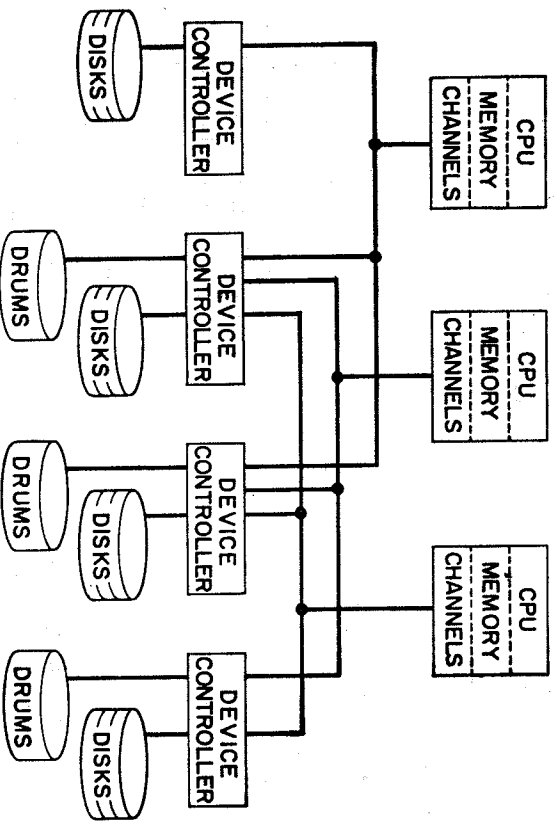 CPU
MEMORY
CHANNELS
CPU
MEMORY
CHANNELS
CPU
MEMORY
CHANNELS
DEVICE
CONTROLLER
DEVICE
CONTROLLER
DEVICE
CONTROLLER
DEVICE
CONTROLLER
DISKS
DRUMS
DISKS
DRUMS
DISKS
DRUMS
DISKS